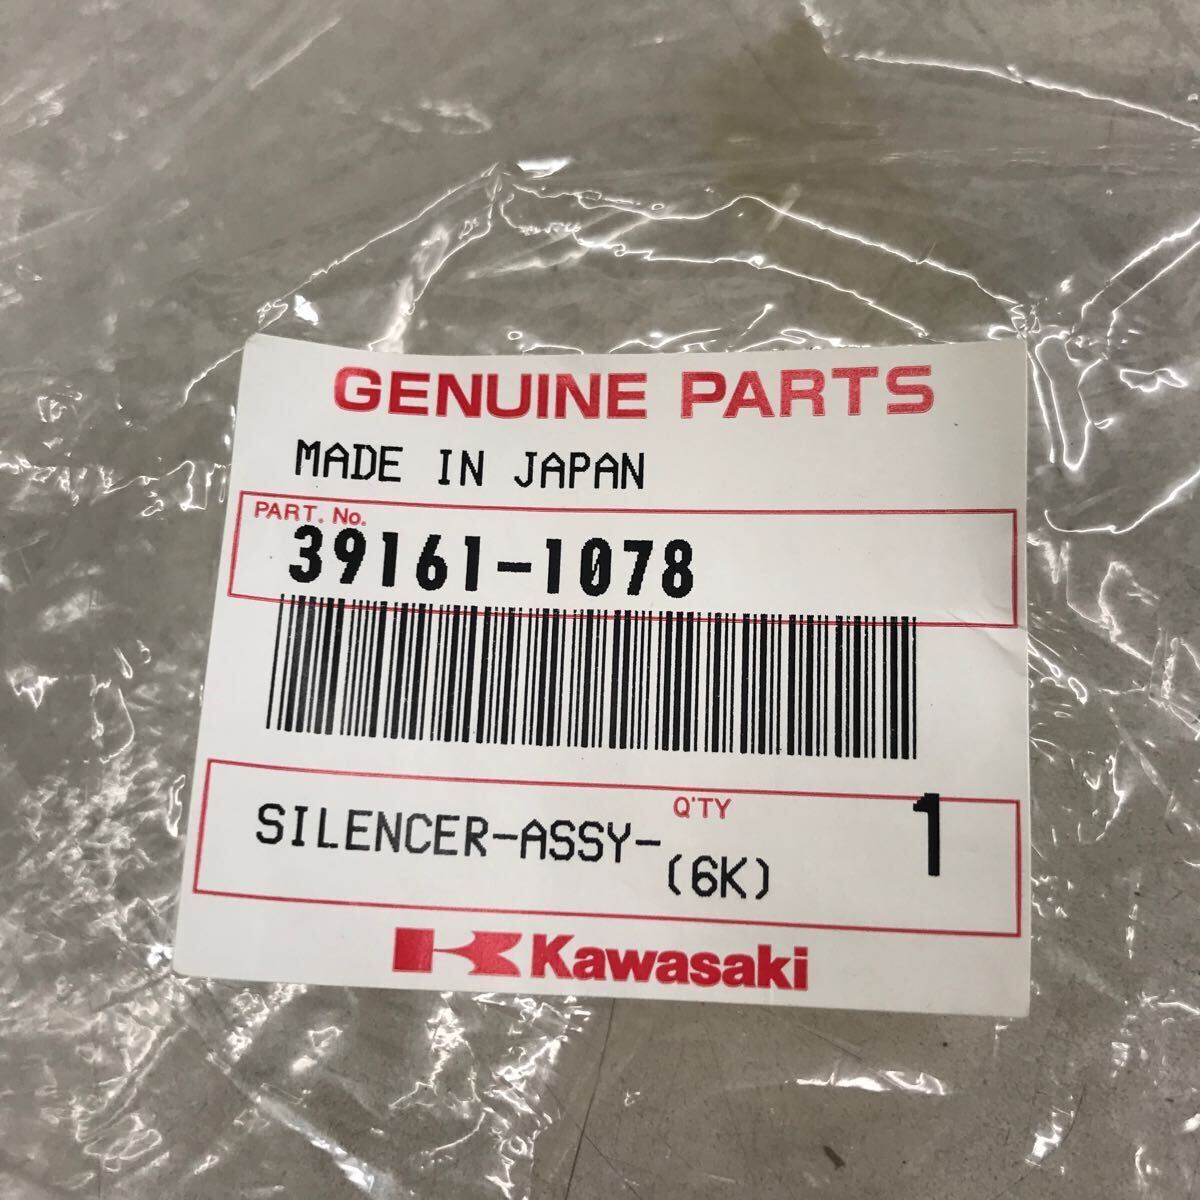 GENUINE PARTS
MADE IN JAPAN
PART. No.
39161-1078
Q'TY
SILENCER-ASSY- 1
(6K)
Kawasaki